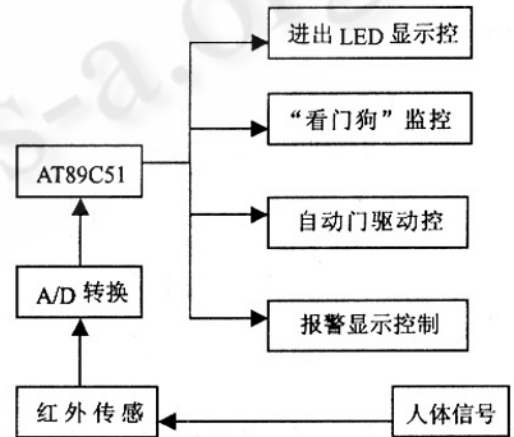 进出 LED 显示控
“看门狗”监控
AT89C51
自动门驱动控
A/D 转换
报警显示控制
红外传感
人体信号